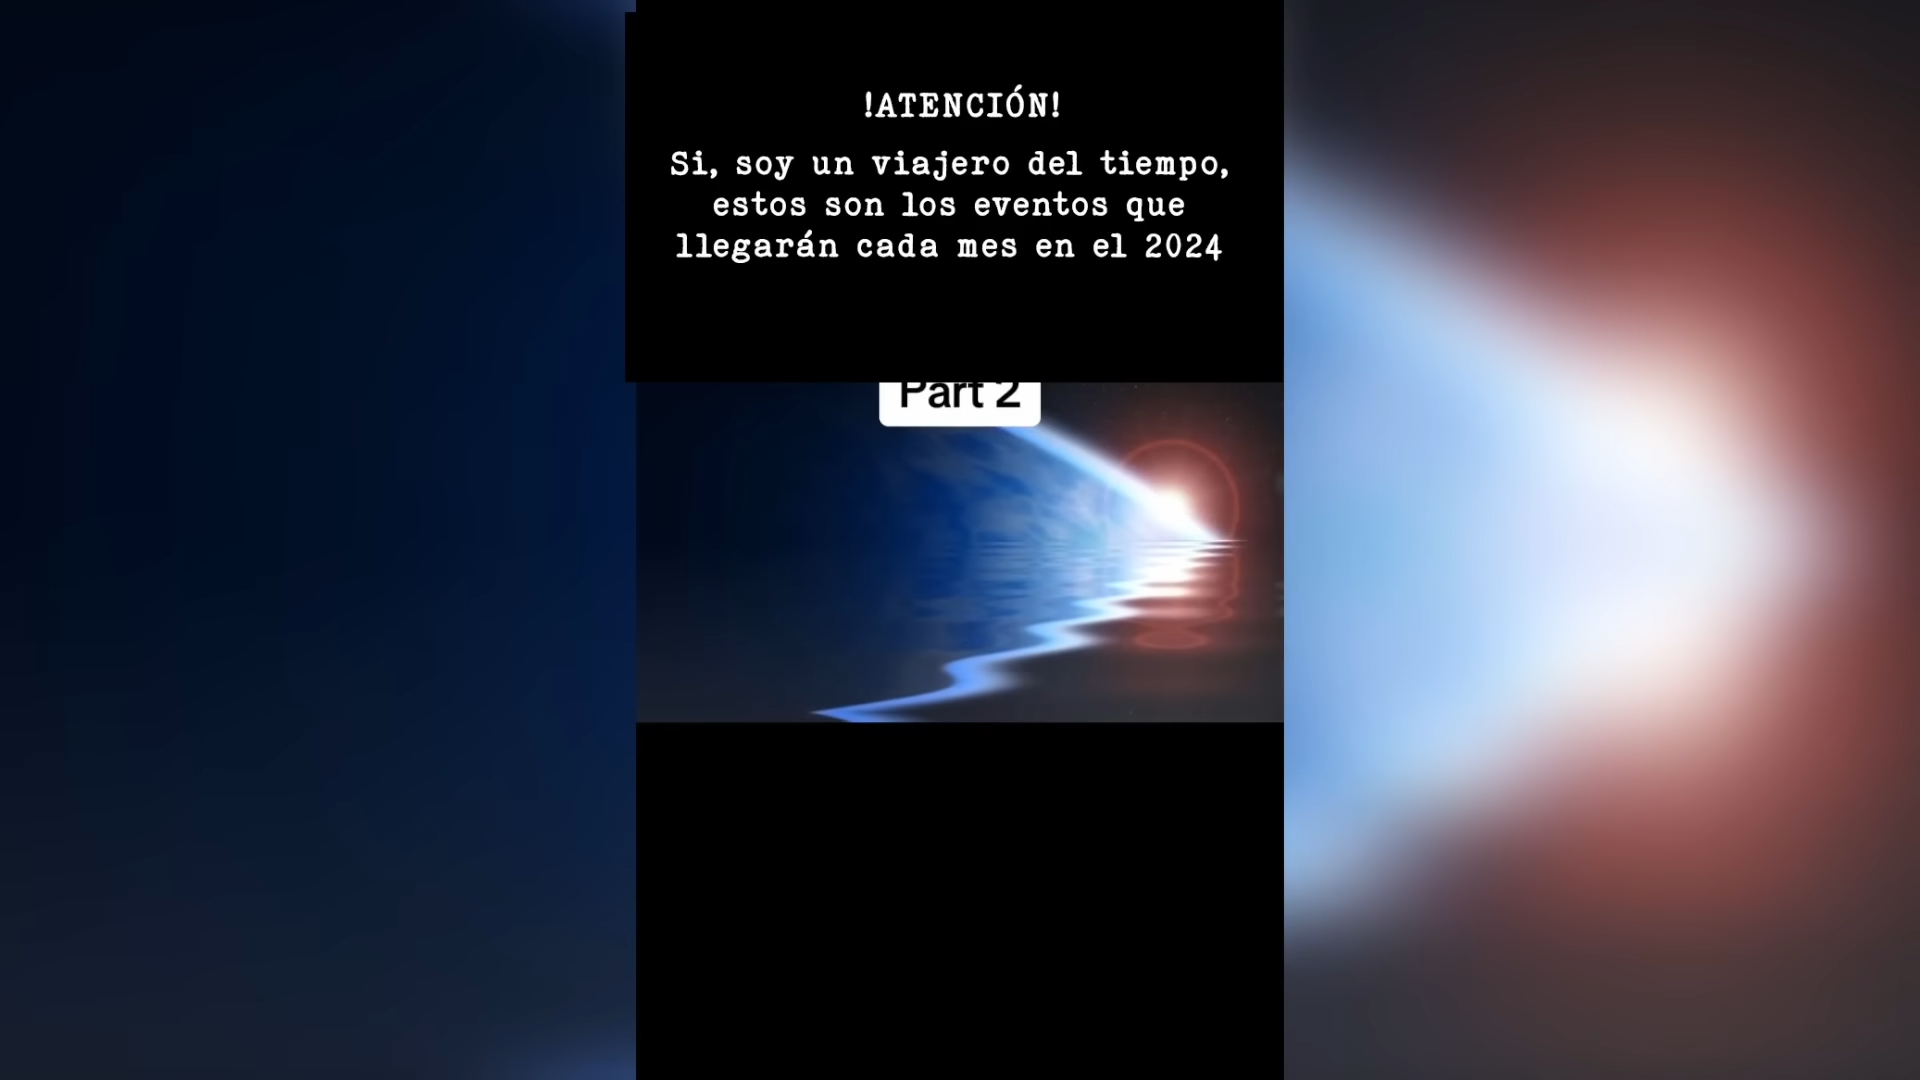 !ATENCIÓN!
Si, soy un viajero del tiempo,
estos son los eventos que
llegarán cada mes en el 2024
Part 2